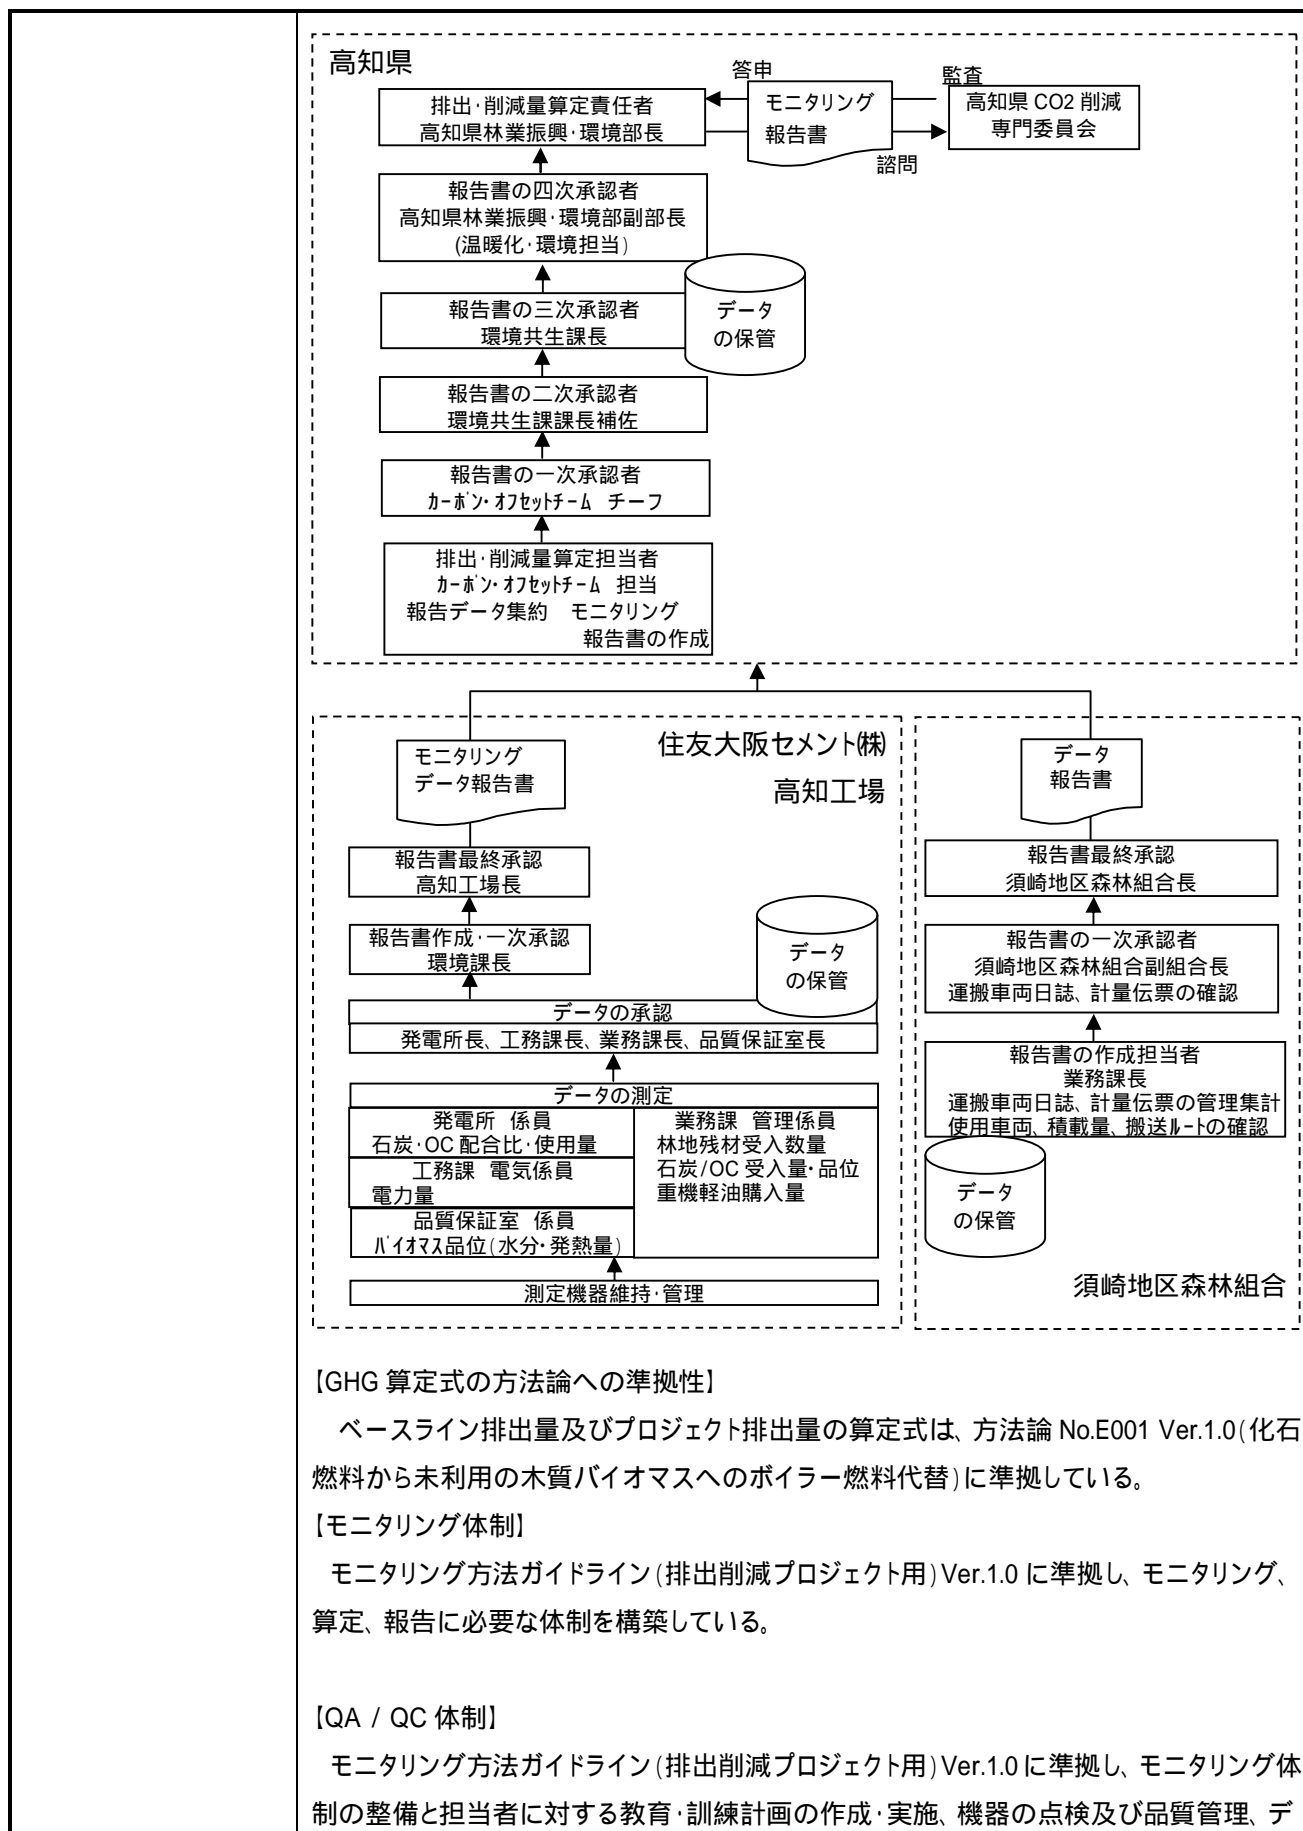 高知県
答申
監査
排出・削減量算定責任者
高知県林業振興・環境部長
モニタリング
報告書
高知県 CO2 削減
専門委員会
諮問
報告書の四次承認者
高知県林業振興・環境部副部長
(温暖化・環境担当)
報告書の三次承認者
環境共生課長
データ
の保管
報告書の二次承認者
環境共生課課長補佐
報告書の一次承認者
カーボン・オフセットチーム チーフ
排出・削減量算定担当者
カーボン・オフセットチーム 担当
報告データ集約 モニタリング
報告書の作成
住友大阪セメント㈱
高知工場
モニタリング
データ報告書
報告書最終承認
高知工場長
報告書作成・一次承認
環境課長
データ
の保管
データの承認
発電所長、工務課長、業務課長、品質保証室長
データの測定
発電所 係員
石炭・OC 配合比・使用量
工務課 電気係員
電力量
品質保証室 係員
バイオマス品位(水分・発熱量)
業務課 管理係員
林地残材受入数量
石炭/OC 受入量・品位
重機軽油購入量
測定機器維持・管理
データ
報告書
報告書最終承認
須崎地区森林組合長
報告書の一次承認者
須崎地区森林組合副組合長
運搬車両日誌、計量伝票の確認
報告書の作成担当者
業務課長
運搬車両日誌、計量伝票の管理集計
使用車両、積載量、搬送ルートの確認
データ
の保管
須崎地区森林組合
【GHG 算定式の方法論への準拠性】
ベースライン排出量及びプロジェクト排出量の算定式は、方法論 No.E001 Ver.1.0(化石
燃料から未利用の木質バイオマスへのボイラー燃料代替)に準拠している。
【モニタリング体制】
モニタリング方法ガイドライン(排出削減プロジェクト用)Ver.1.0 に準拠し、モニタリング、
算定、報告に必要な体制を構築している。
【QA / QC 体制】
モニタリング方法ガイドライン(排出削減プロジェクト用)Ver.1.0 に準拠し、モニタリング体
制の整備と担当者に対する教育・訓練計画の作成・実施、機器の点検及び品質管理、デ